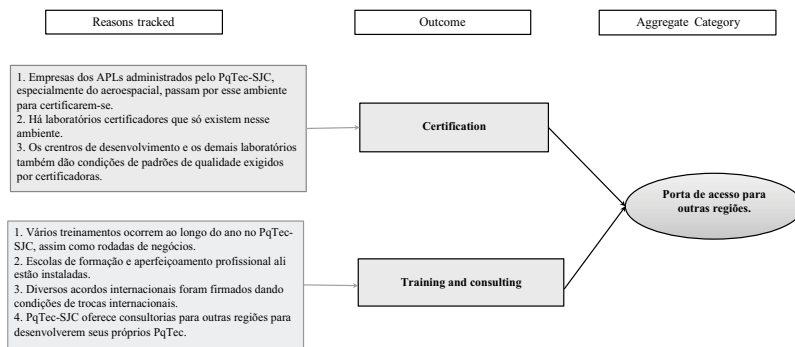 Reasons tracked
Outcome
Aggregate Category
1. Empresas dos APLs administrados pelo PqTec-SJC,
especialmente do aeroespacial, passam por esse ambiente
para certificarem-se.
2. Há laboratórios certificadores que só existem nesse
ambiente.
3. Os crentros de desenvolvimento e os demais laboratórios
também dão condições de padrões de qualidade exigidos
por certificadoras.
Certification
Porta de acesso para
outras regiões.
1. Vários treinamentos ocorrem ao longo do ano no PqTec-
SJC, assim como rodadas de negócios.
2. Escolas de formação e aperfeiçoamento profissional ali
estão instaladas.
3. Diversos acordos internacionais foram firmados dando
condições de trocas internacionais.
4. PqTec-SJC oferece consultorias para outras regiões para
desenvolverem seus próprios PqTec.
Training and consulting